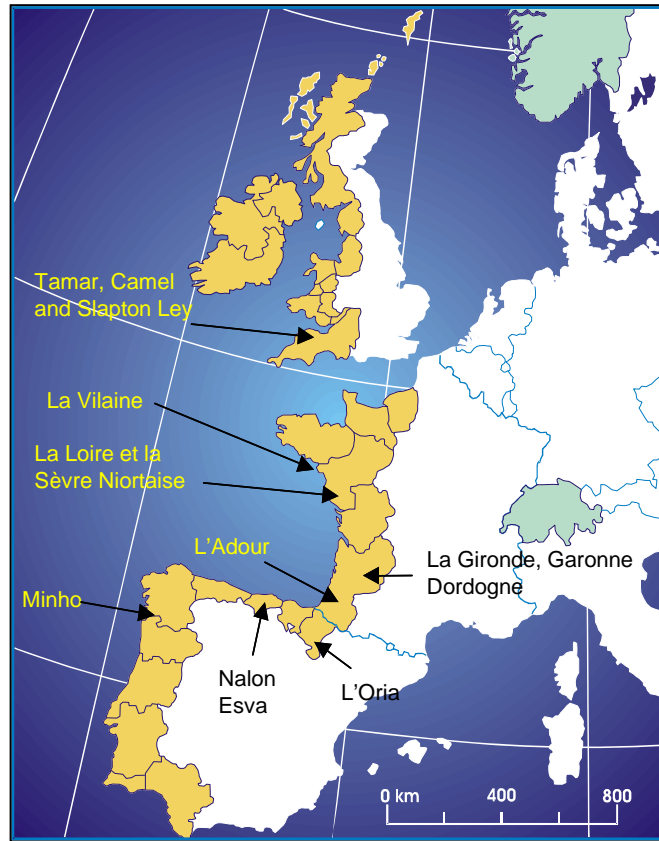 Tamar, Camel
and Slapton Ley
La Vilaine
La Loire et la
Sèvre Niortaise
L'Adour
La Gironde, Garonne
Dordogne
Minho
Nalon
Esva
L'Oria
0 km 400 800